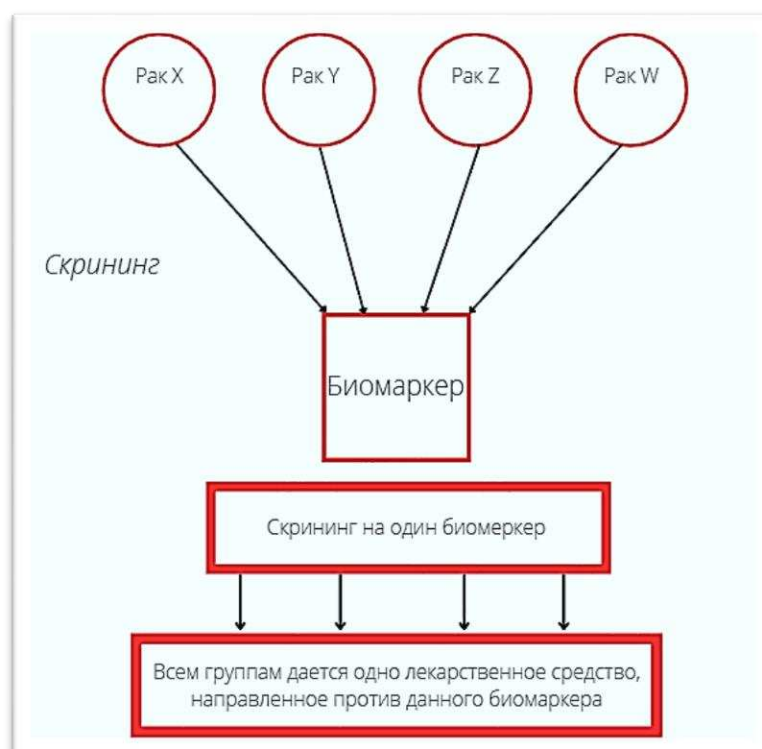 Рак X
Рак Y
Рак Z
Рак W
Скрининг
Биомаркер
Скрининг на один биомеркер
Всем группам дается одно лекарственное средство,
направленное против данного биомаркера